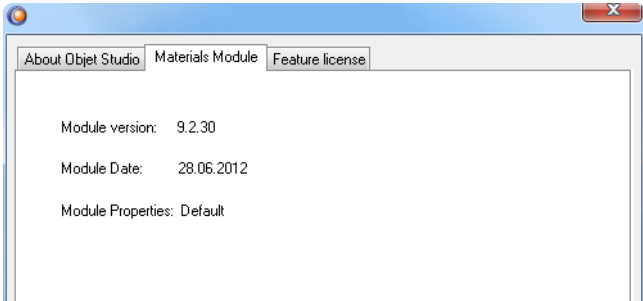 About Objet Studio Materials Module Feature license
Module version: 9.2.30
Module Date: 28.06.2012
Module Properties: Default